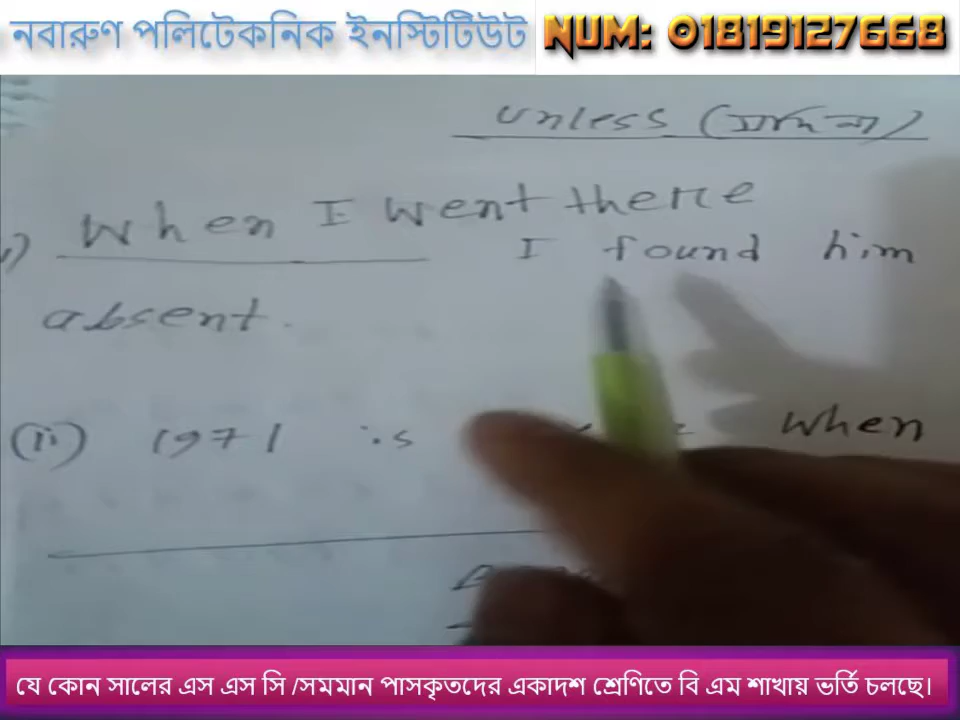 নবারুণ পলিটেকনিক ইনস্টিটিউট NUM: 01819127668
unless (যদি না)
i) When I went there
I found him
absent.
(ii) 1971 is when
যে কোন সালের এস এস সি /সমমান পাসকৃতদের একাদশ শ্রেণিতে বি এম শাখায় ভর্তি চলছে।